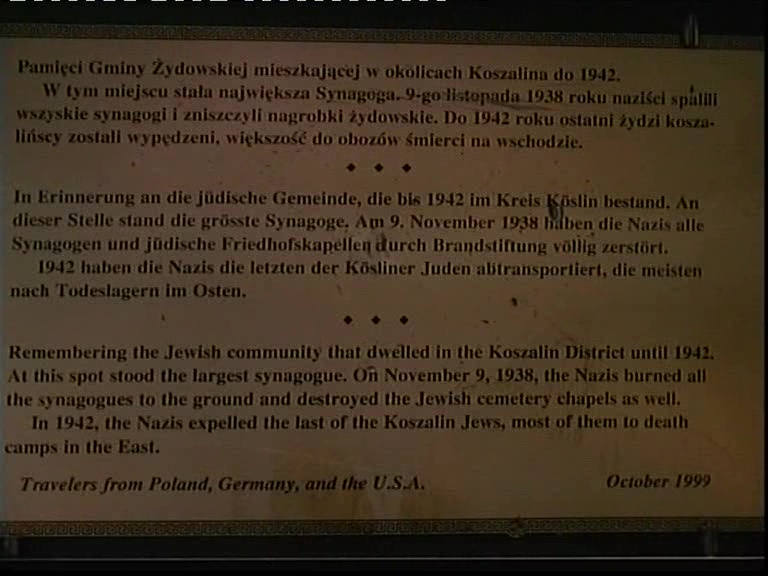 Pamięci Gminy Żydowskiej mieszkającej w okolicach Koszalina do 1942.
W tym miejscu stała największa Synagoga. 9-go listopada 1938 roku naziści spalili
wszyskie synagogi i zniszczyli nagrobki żydowskie. Do 1942 roku ostatni żydzi kosza-
lińscy zostali wypędzeni, większość do obozów śmierci na wschodzie.
In Erinnerung an die jüdische Gemeinde, die bis 1942 im Kreis Köslin bestand. An
dieser Stelle stand die grösste Synagoge. Am 9. November 1938 haben die Nazis alle
Synagogen und jüdische Friedhofskapellen durch Brandstiftung völlig zerstört.
1942 haben die Nazis die letzten der Kösliner Juden abtransportiert, die meisten
nach Todeslagern im Osten.
Remembering the Jewish community that dwelled in the Koszalin District until 1942.
At this spot stood the largest synagogue. On November 9, 1938, the Nazis burned all
the synagogues to the ground and destroyed the Jewish cemetery chapels as well.
In 1942, the Nazis expelled the last of the Koszalin Jews, most of them to death
camps in the East.
Travelers from Poland, Germany, and the U.S.A. October 1999